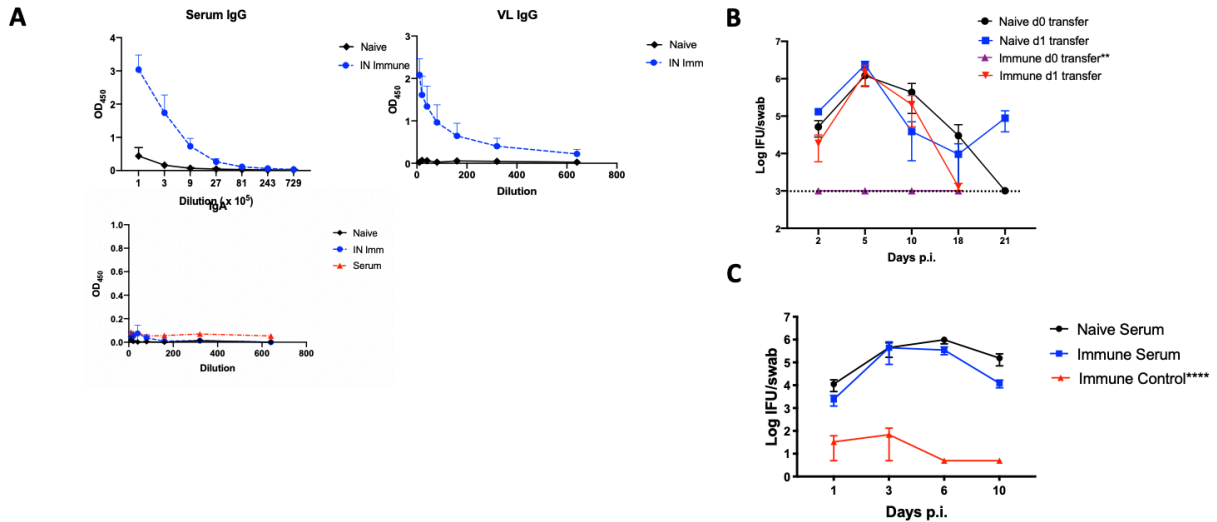 A
Serum IgG
Naive
IN Immune
OD450
4
3
2
1
0
1 3 9 27 81 243 729
Dilution ( x 10^5)
VL IgG
Naive
IN Imm
OD450
3
2
1
0
0 200 400 600 800
Dilution
IgA
Naive
IN Imm
Serum
OD450
1.0
0.8
0.6
0.4
0.2
0.0
0 200 400 600 800
Dilution
B
Naive d0 transfer
Naive d1 transfer
Immune d0 transfer**
Immune d1 transfer
Log IFU/swab
7
6
5
4
3
2
2 5 10 18 21
Days p.i.
C
Naive Serum
Immune Serum
Immune Control****
Log IFU/swab
7
6
5
4
3
2
1
0
1 3 6 10
Days p.i.